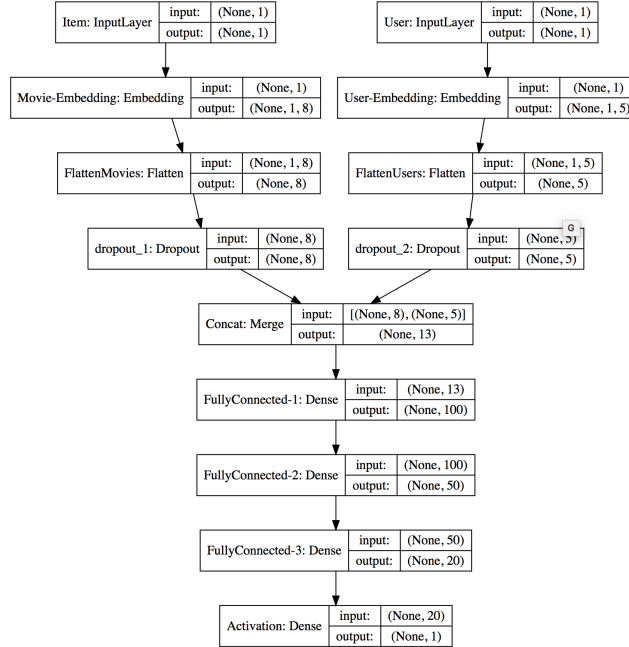 Item: InputLayer input: (None, 1)
output: (None, 1)
User: InputLayer input: (None, 1)
output: (None, 1)
Movie-Embedding: Embedding input: (None, 1)
output: (None, 1, 8)
User-Embedding: Embedding input: (None, 1)
output: (None, 1, 5)
FlattenMovies: Flatten input: (None, 1, 8)
output: (None, 8)
FlattenUsers: Flatten input: (None, 1, 5)
output: (None, 5)
dropout_1: Dropout input: (None, 8)
output: (None, 8)
dropout_2: Dropout input: (None, 5)
output: (None, 5)
G
Concat: Merge input: [(None, 8), (None, 5)]
output: (None, 13)
FullyConnected-1: Dense input: (None, 13)
output: (None, 100)
FullyConnected-2: Dense input: (None, 100)
output: (None, 50)
FullyConnected-3: Dense input: (None, 50)
output: (None, 20)
Activation: Dense input: (None, 20)
output: (None, 1)